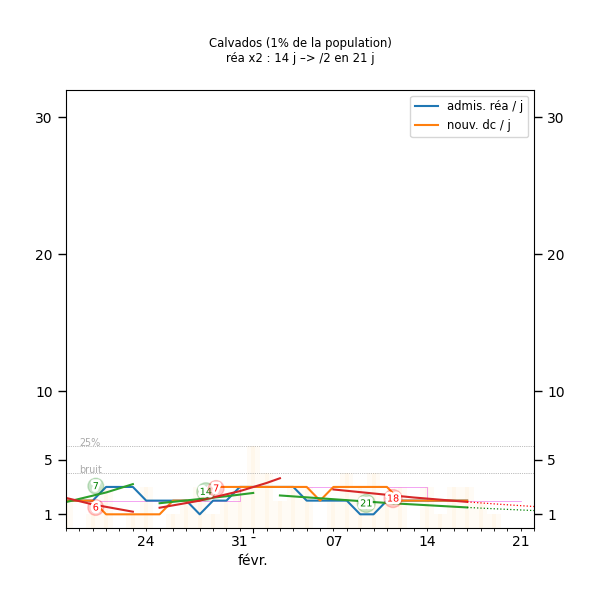 Calvados (1% de la population)
réa x2 : 14 j –> /2 en 21 j
admis. réa / j
nouv. dc / j
30 30
20 20
10 10
25%
5 5
bruit
7 14 7 21 18
6
1 1
24 31 07 14 21
févr.